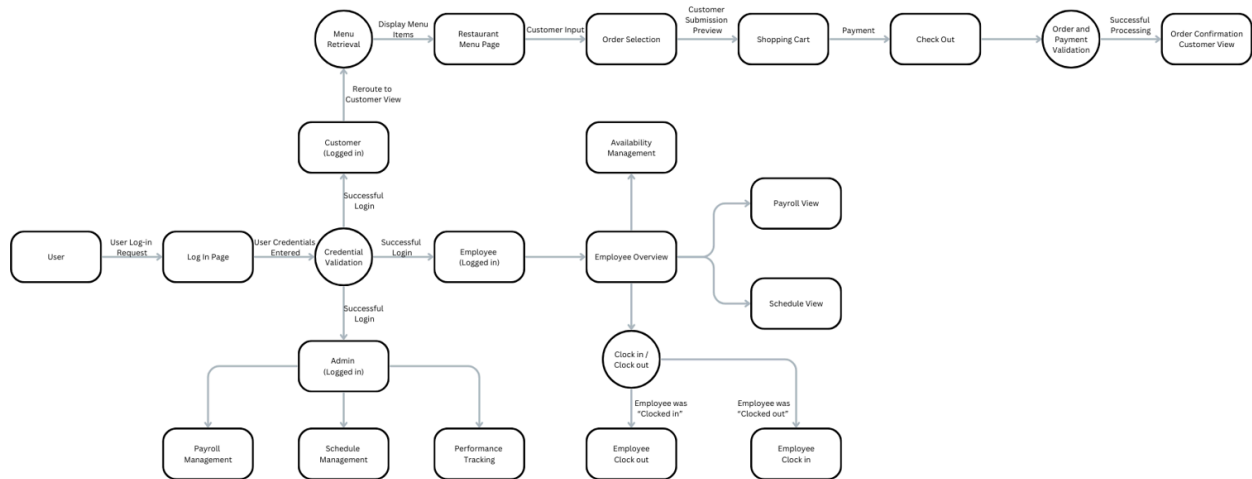 Menu
Retrieval
Display Menu
Items
Restaurant
Menu Page
Customer Input
Order Selection
Customer
Submission
Preview
Shopping Cart
Payment
Check Out
Order and
Payment
Validation
Successful
Processing
Order Confirmation
Customer View
Reroute to
Customer View
Customer
(Logged in)
Availability
Management
Successful
Login
Payroll View
User
User Log-in
Request
Log In Page
User Credentials
Entered
Credential
Validation
Successful
Login
Employee
(Logged in)
Employee Overview
Schedule View
Successful
Login
Admin
(Logged in)
Clock in /
Clock out
Employee was
“Clocked in”
Employee was
“Clocked out”
Payroll
Management
Schedule
Management
Performance
Tracking
Employee
Clock out
Employee
Clock in